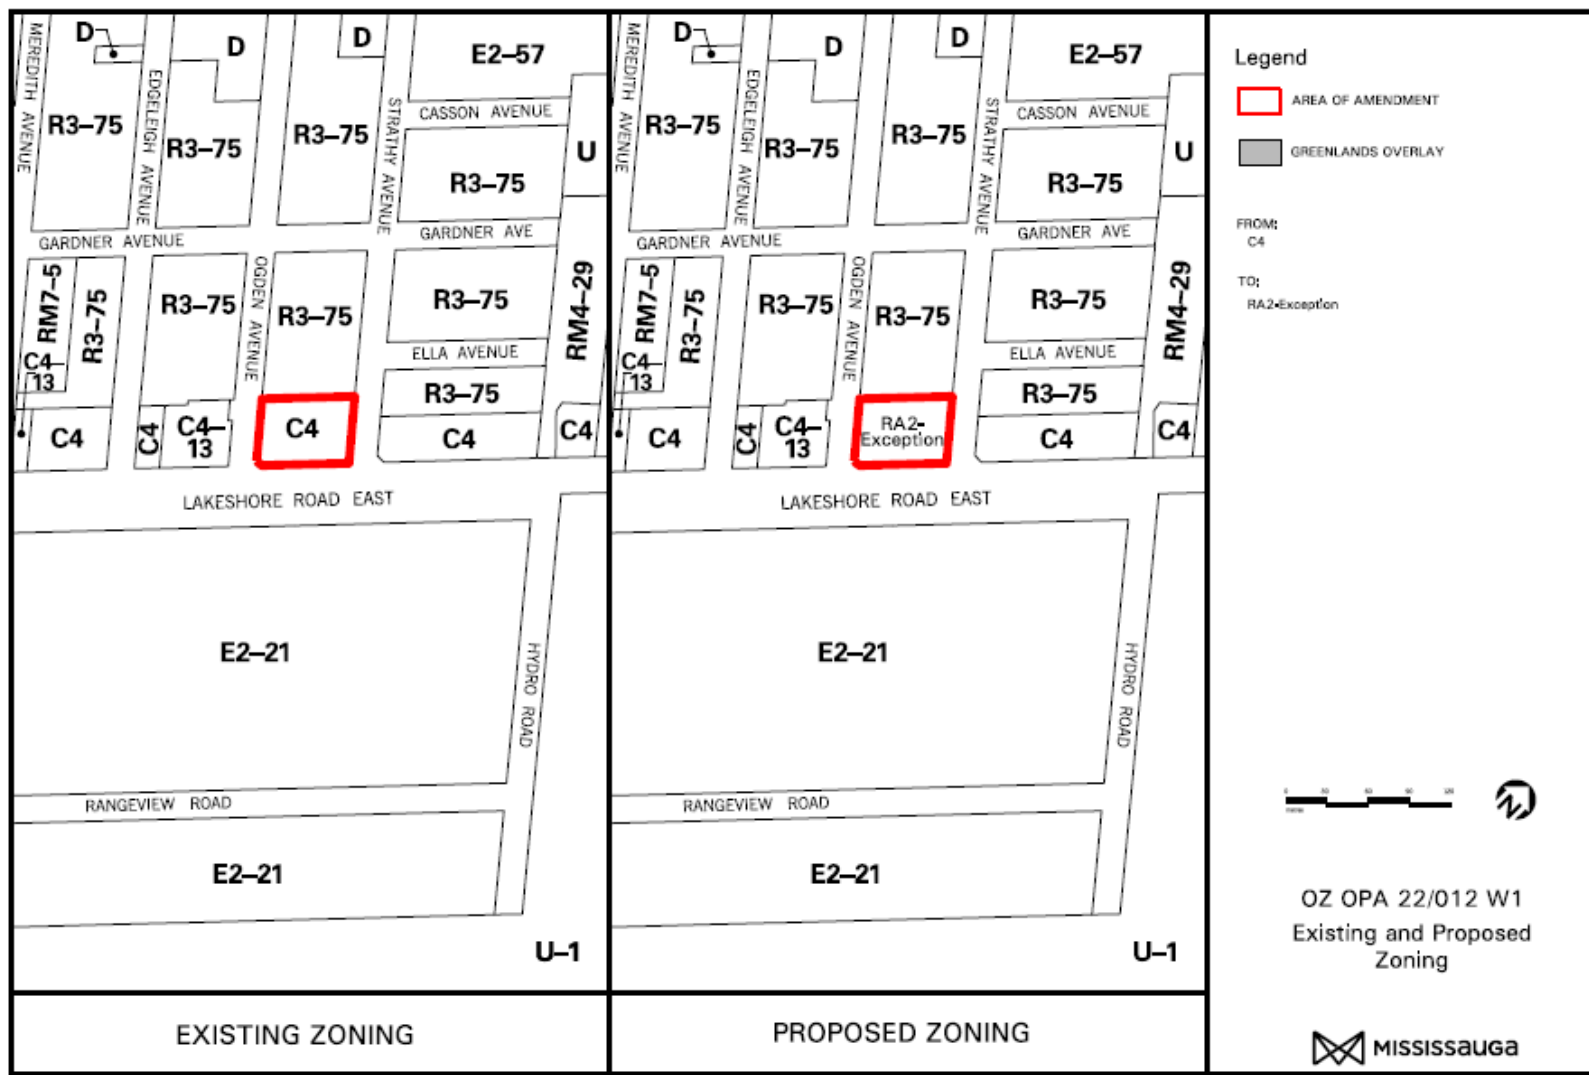 MEREDITH AVENUE
D
D
D
E2–57
EDGELEIGH AVENUE
STRATHY AVENUE
CASSON AVENUE
R3–75
R3–75
R3–75
U
R3–75
GARDNER AVENUE
GARDNER AVE
OGDEN AVENUE
RM7–5
R3–75
R3–75
R3–75
R3–75
RM4–29
ELLA AVENUE
C4–
13
R3–75
C4
C4
C4–
13
C4
C4
C4
LAKESHORE ROAD EAST
E2–21
HYDRO ROAD
RANGEVIEW ROAD
E2–21
U–1
EXISTING ZONING
MEREDITH AVENUE
D
D
D
E2–57
EDGELEIGH AVENUE
STRATHY AVENUE
CASSON AVENUE
R3–75
R3–75
R3–75
U
R3–75
GARDNER AVENUE
GARDNER AVE
OGDEN AVENUE
RM7–5
R3–75
R3–75
R3–75
R3–75
RM4–29
ELLA AVENUE
C4–
13
R3–75
C4
C4
C4–
13
RA2-
Exception
C4
C4
LAKESHORE ROAD EAST
E2–21
HYDRO ROAD
RANGEVIEW ROAD
E2–21
U–1
PROPOSED ZONING
Legend
AREA OF AMENDMENT
GREENLANDS OVERLAY
FROM:
C4
TO:
RA2-Exception
Z
OZ OPA 22/012 W1
Existing and Proposed
Zoning
MISSISSAUGA